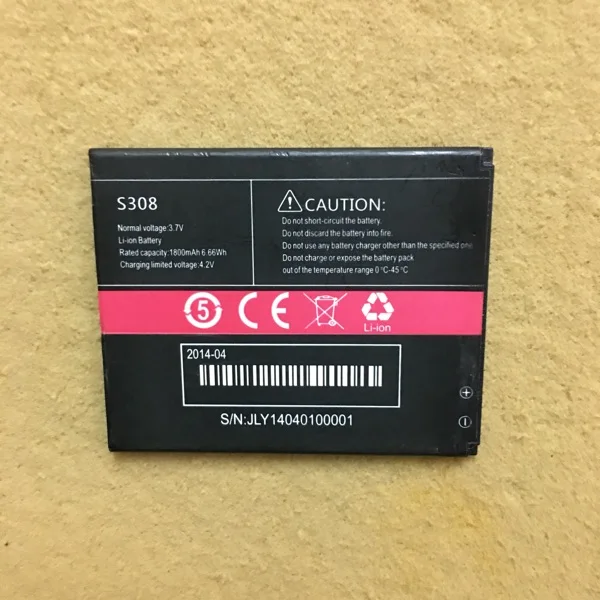 S308
Normal voltage:3.7V
Li-ion Battery
Rated capacity:1800mAh 6.66Wh
Charging limited voltage:4.2V
CAUTION:
Do not short-circuit the battery.
Do not discard the battery into fire.
Do not use any battery charger other than the specified one.
Do not charge or expose the battery pack
out of the temperature range 0°C-45°C
5
CE
Li-ion
2014-04
S/N:JLY14040100001
+
-